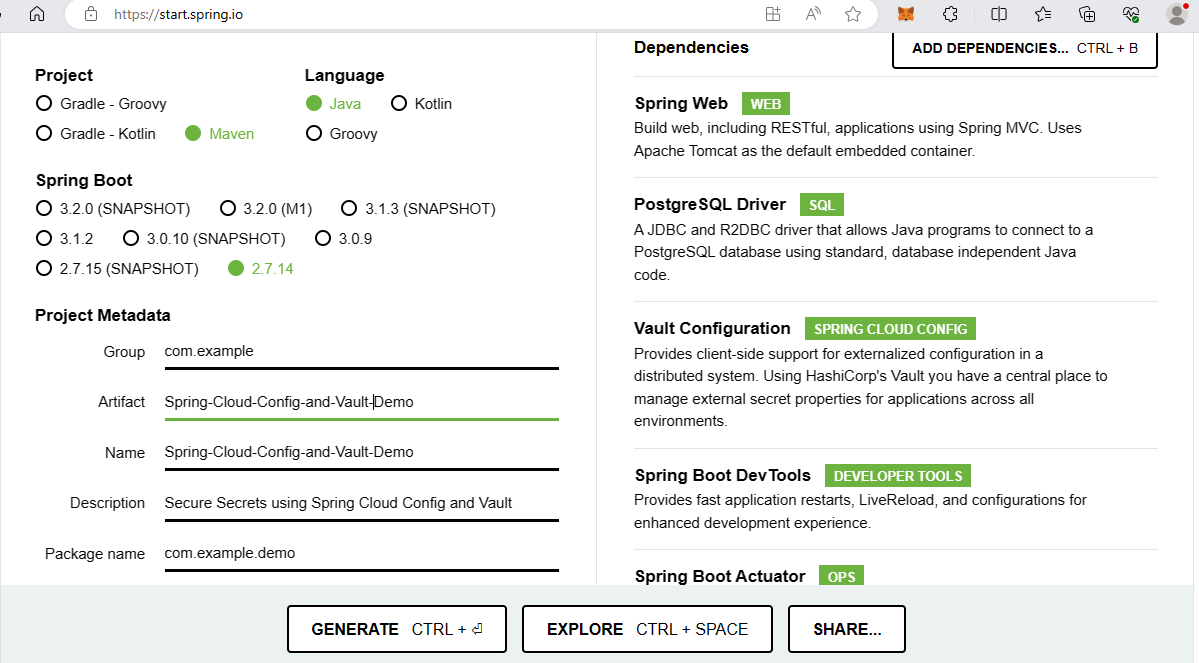 https://start.spring.io
Project
Gradle - Groovy
Gradle - Kotlin
Maven
Language
Java
Kotlin
Groovy
Spring Boot
3.2.0 (SNAPSHOT)
3.2.0 (M1)
3.1.3 (SNAPSHOT)
3.1.2
3.0.10 (SNAPSHOT)
3.0.9
2.7.15 (SNAPSHOT)
2.7.14
Project Metadata
Group com.example
Artifact Spring-Cloud-Config-and-Vault-Demo
Name Spring-Cloud-Config-and-Vault-Demo
Description Secure Secrets using Spring Cloud Config and Vault
Package name com.example.demo
Dependencies
ADD DEPENDENCIES... CTRL + B
Spring Web WEB
Build web, including RESTful, applications using Spring MVC. Uses
Apache Tomcat as the default embedded container.
PostgreSQL Driver SQL
A JDBC and R2DBC driver that allows Java programs to connect to a
PostgreSQL database using standard, database independent Java
code.
Vault Configuration SPRING CLOUD CONFIG
Provides client-side support for externalized configuration in a
distributed system. Using HashiCorp's Vault you have a central place to
manage external secret properties for applications across all
environments.
Spring Boot DevTools DEVELOPER TOOLS
Provides fast application restarts, LiveReload, and configurations for
enhanced development experience.
Spring Boot Actuator OPS
GENERATE CTRL + ⏎
EXPLORE CTRL + SPACE
SHARE...